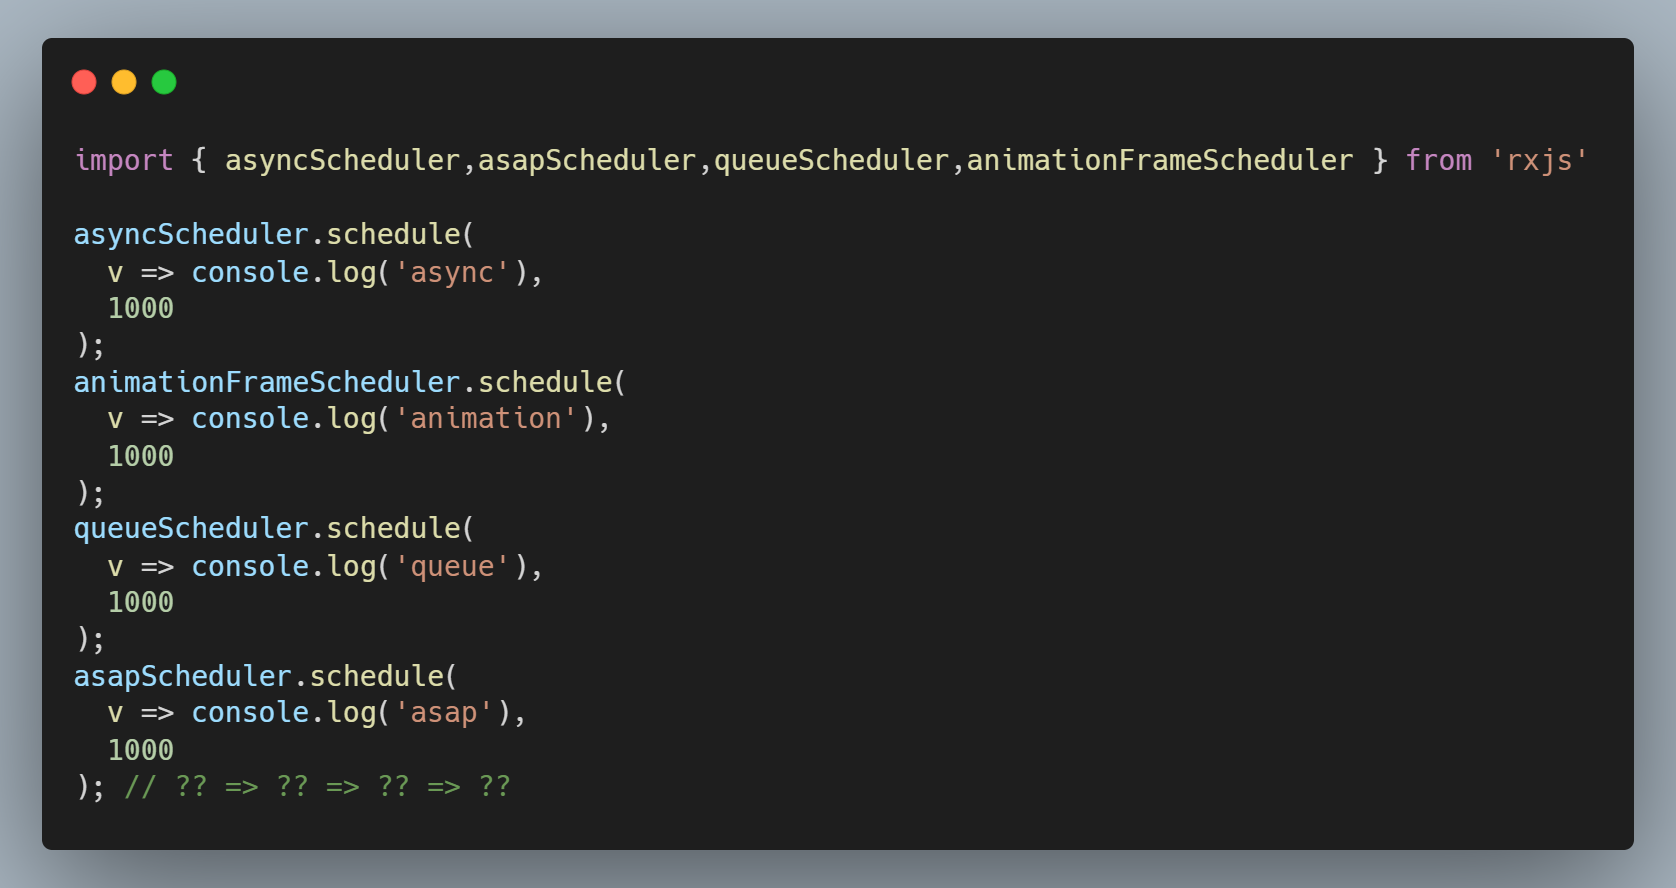 import { asyncScheduler,asapScheduler,queueScheduler,animationFrameScheduler } from 'rxjs'
asyncScheduler.schedule(
  v => console.log('async'),
  1000
);
animationFrameScheduler.schedule(
  v => console.log('animation'),
  1000
);
queueScheduler.schedule(
  v => console.log('queue'),
  1000
);
asapScheduler.schedule(
  v => console.log('asap'),
  1000
); // ?? => ?? => ?? => ??